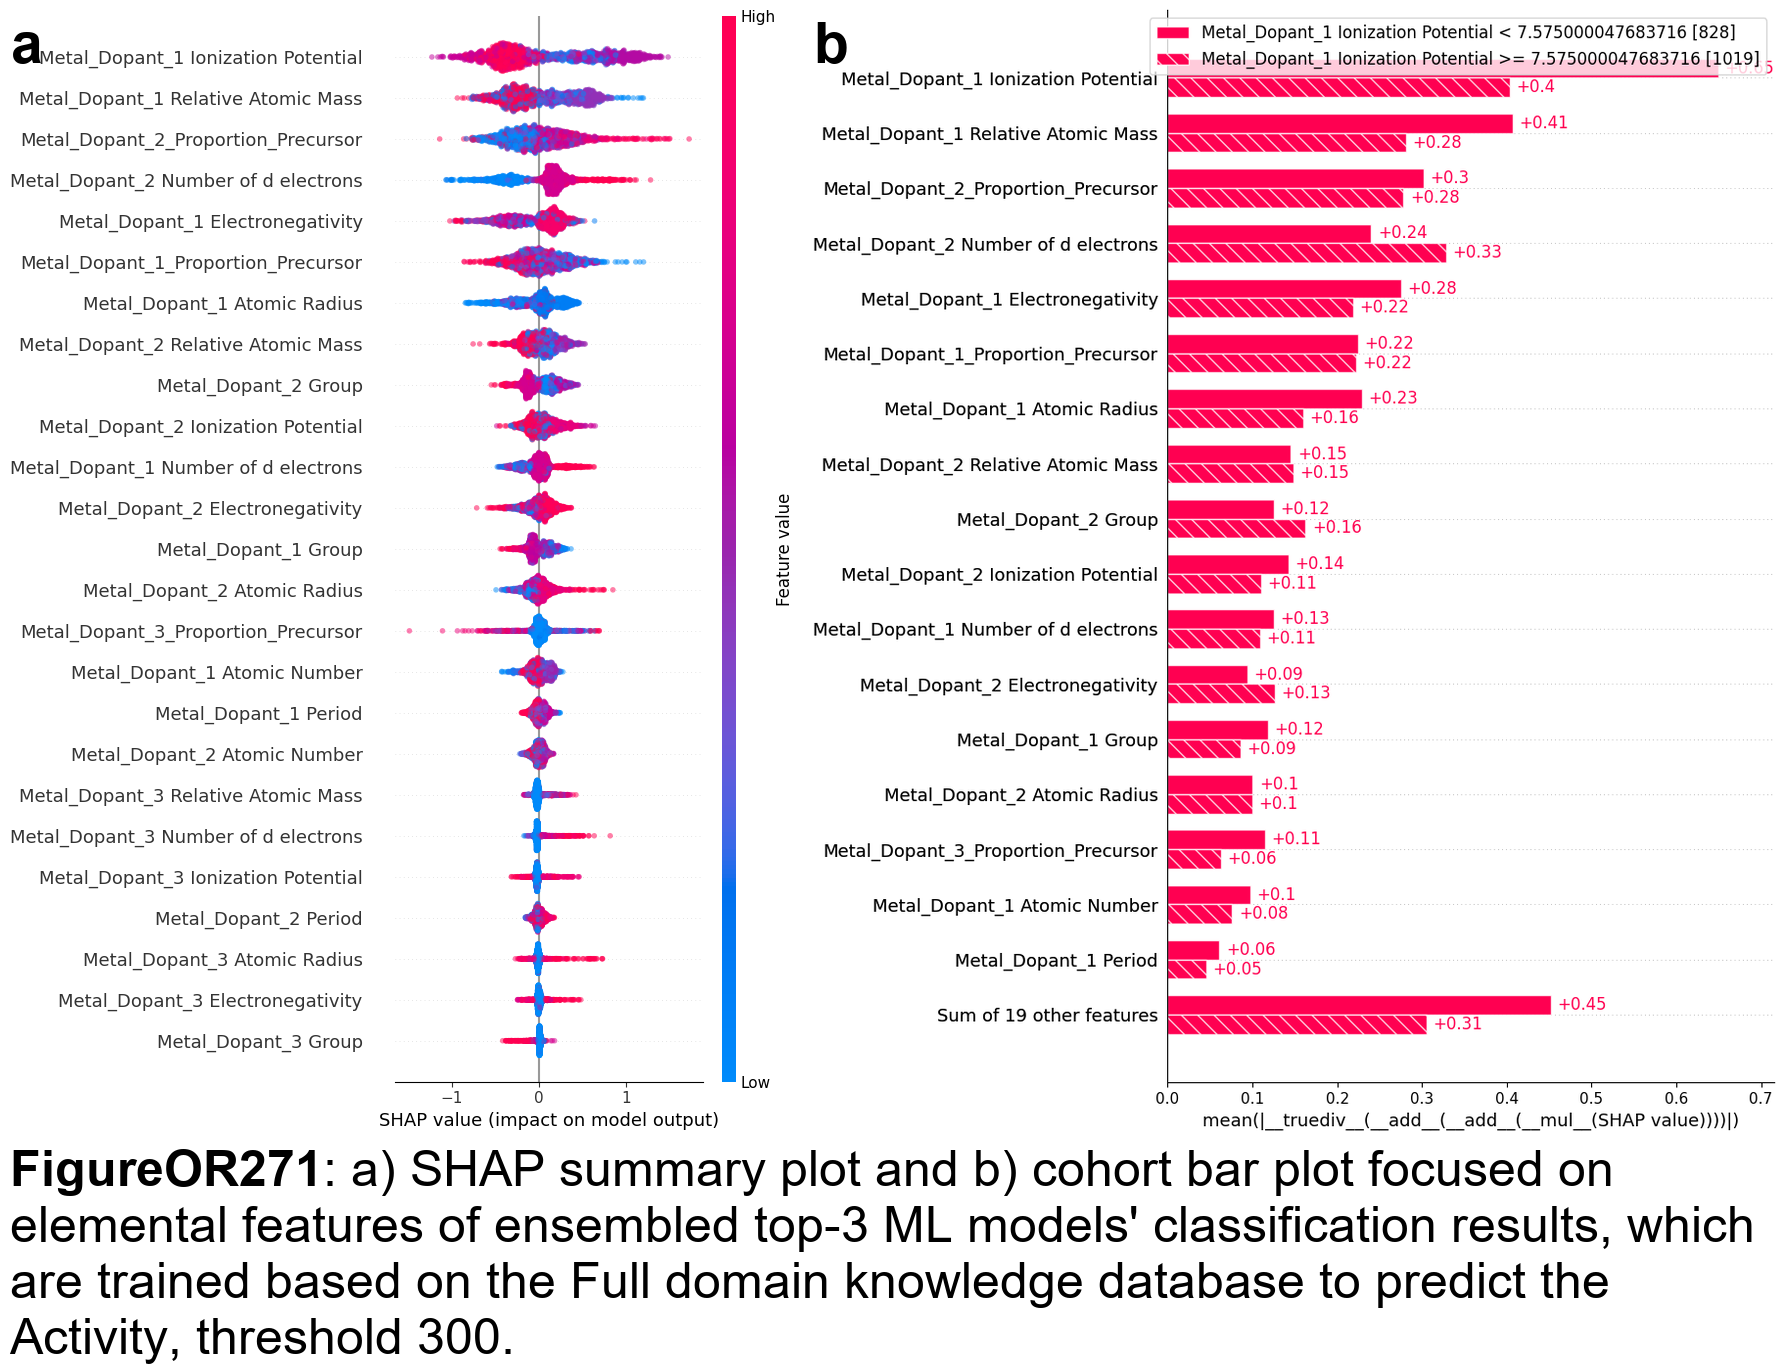 a
High
Metal_Dopant_1 Ionization Potential
Metal_Dopant_1 Relative Atomic Mass
Metal_Dopant_2_Proportion_Precursor
Metal_Dopant_2 Number of d electrons
Metal_Dopant_1 Electronegativity
Metal_Dopant_1_Proportion_Precursor
Metal_Dopant_1 Atomic Radius
Metal_Dopant_2 Relative Atomic Mass
Metal_Dopant_2 Group
Metal_Dopant_2 Ionization Potential
Metal_Dopant_1 Number of d electrons
Metal_Dopant_2 Electronegativity
Metal_Dopant_1 Group
Metal_Dopant_2 Atomic Radius
Metal_Dopant_3_Proportion_Precursor
Metal_Dopant_1 Atomic Number
Metal_Dopant_1 Period
Metal_Dopant_2 Atomic Number
Metal_Dopant_3 Relative Atomic Mass
Metal_Dopant_3 Number of d electrons
Metal_Dopant_3 Ionization Potential
Metal_Dopant_2 Period
Metal_Dopant_3 Atomic Radius
Metal_Dopant_3 Electronegativity
Metal_Dopant_3 Group
Feature value
Low
−1 0 1
SHAP value (impact on model output)
b
Metal_Dopant_1 Ionization Potential < 7.575000047683716 [828]
Metal_Dopant_1 Ionization Potential >= 7.575000047683716 [1019]
Metal_Dopant_1 Ionization Potential +0.65 +0.4
Metal_Dopant_1 Relative Atomic Mass +0.41 +0.28
Metal_Dopant_2_Proportion_Precursor +0.3 +0.28
Metal_Dopant_2 Number of d electrons +0.24 +0.33
Metal_Dopant_1 Electronegativity +0.28 +0.22
Metal_Dopant_1_Proportion_Precursor +0.22 +0.22
Metal_Dopant_1 Atomic Radius +0.23 +0.16
Metal_Dopant_2 Relative Atomic Mass +0.15 +0.15
Metal_Dopant_2 Group +0.12 +0.16
Metal_Dopant_2 Ionization Potential +0.14 +0.11
Metal_Dopant_1 Number of d electrons +0.13 +0.11
Metal_Dopant_2 Electronegativity +0.09 +0.13
Metal_Dopant_1 Group +0.12 +0.09
Metal_Dopant_2 Atomic Radius +0.1 +0.1
Metal_Dopant_3_Proportion_Precursor +0.11 +0.06
Metal_Dopant_1 Atomic Number +0.1 +0.08
Metal_Dopant_1 Period +0.06 +0.05
Sum of 19 other features +0.45 +0.31
0.0 0.1 0.2 0.3 0.4 0.5 0.6 0.7
mean(|__truediv__(__add__(__add__(__mul__(SHAP value))))|)
FigureOR271: a) SHAP summary plot and b) cohort bar plot focused on
elemental features of ensembled top-3 ML models' classification results, which
are trained based on the Full domain knowledge database to predict the
Activity, threshold 300.